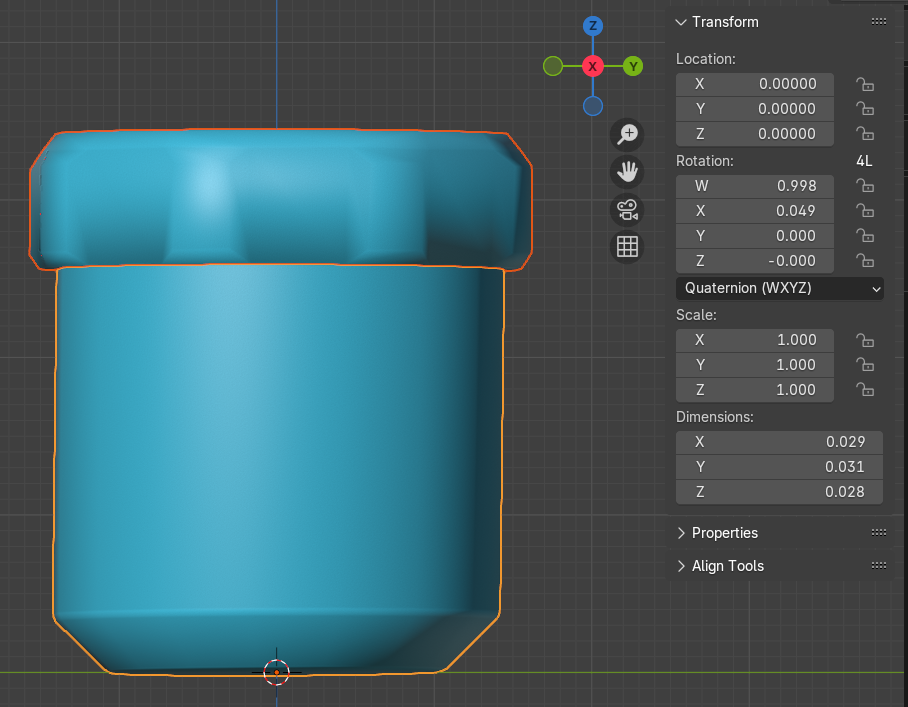 Z
X
Y
Transform
Location:
X 0.00000
Y 0.00000
Z 0.00000
Rotation: 4L
W 0.998
X 0.049
Y 0.000
Z -0.000
Quaternion (WXYZ)
Scale:
X 1.000
Y 1.000
Z 1.000
Dimensions:
X 0.029
Y 0.031
Z 0.028
Properties
Align Tools